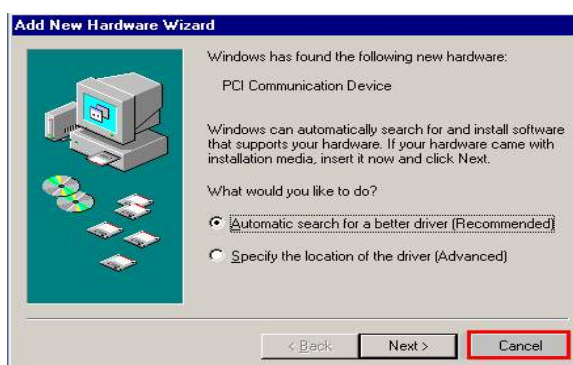 Add New Hardware Wizard
Windows has found the following new hardware:
PCI Communication Device
Windows can automatically search for and install software
that supports your hardware. If your hardware came with
installation media, insert it now and click Next.
What would you like to do?
Automatic search for a better driver (Recommended)
Specify the location of the driver (Advanced)
< Back Next > Cancel